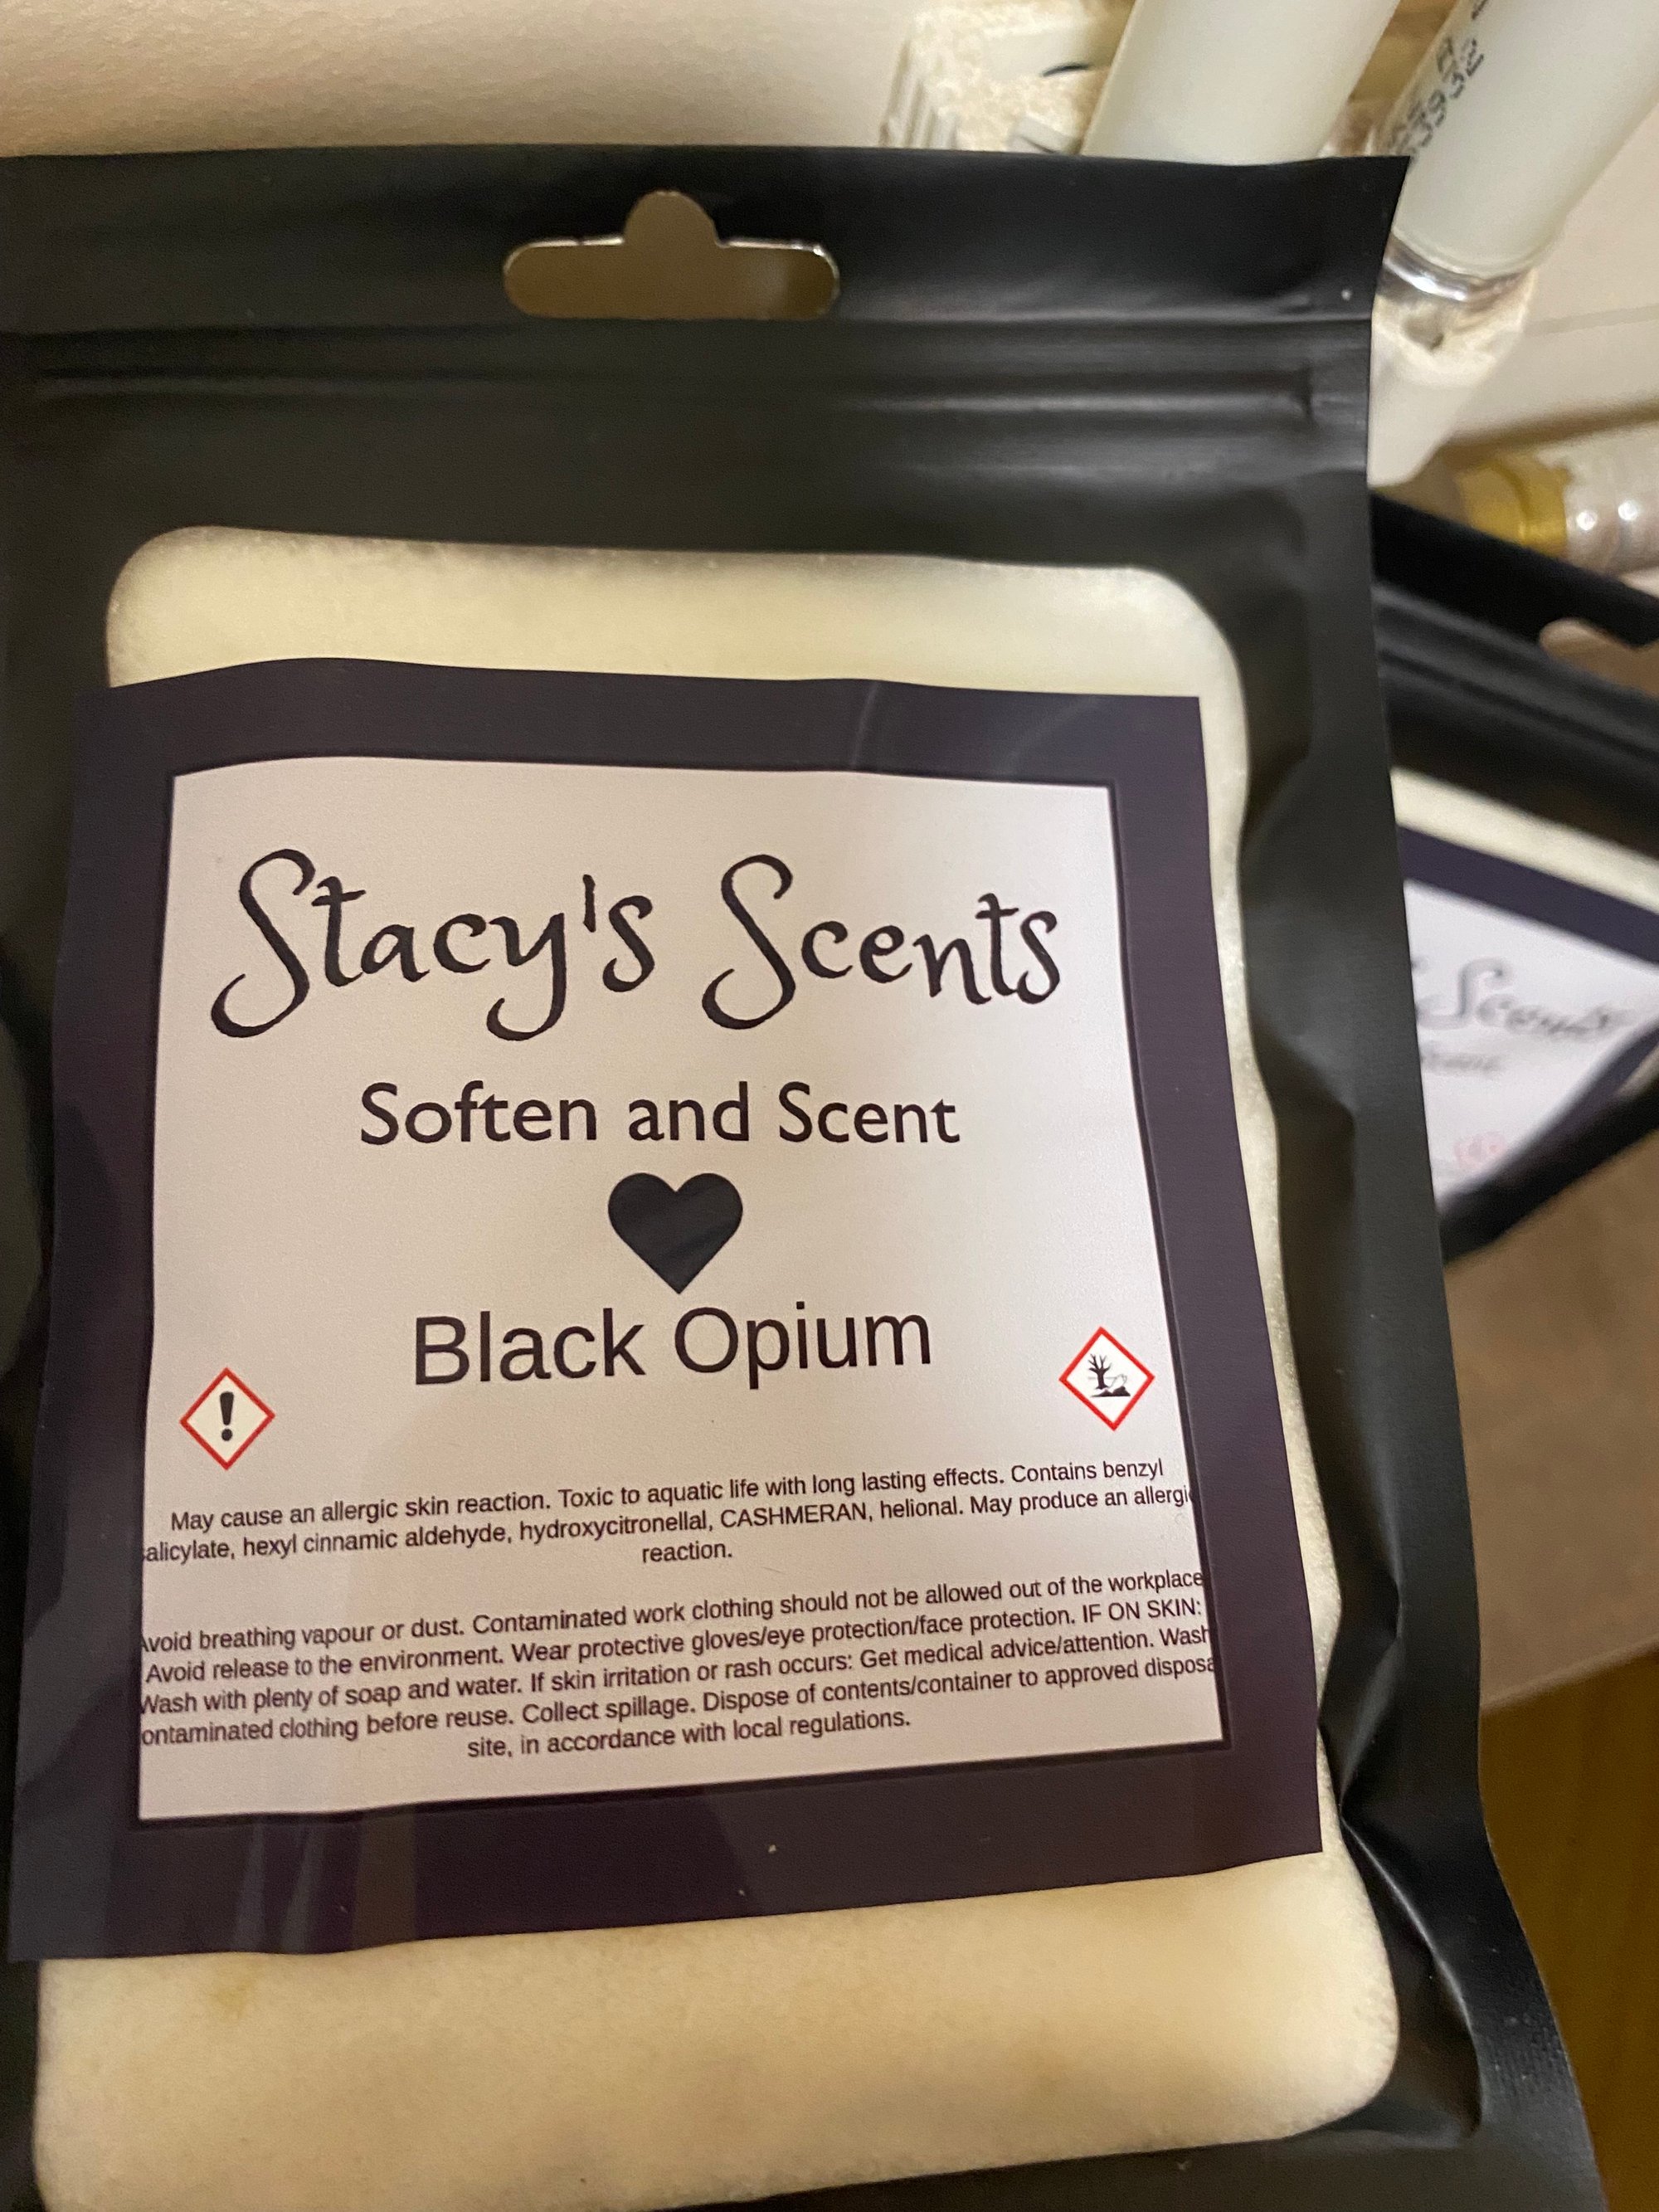 3932
Stacy's Scents
Soften and Scent
Black Opium
May cause an allergic skin reaction. Toxic to aquatic life with long lasting effects. Contains benzyl
salicylate, hexyl cinnamic aldehyde, hydroxycitronellal, CASHMERAN, helional. May produce an allergic
reaction.
Avoid breathing vapour or dust. Contaminated work clothing should not be allowed out of the workplace
Avoid release to the environment. Wear protective gloves/eye protection/face protection. IF ON SKIN:
Wash with plenty of soap and water. If skin irritation or rash occurs: Get medical advice/attention. Wash
ontaminated clothing before reuse. Collect spillage. Dispose of contents/container to approved disposa
site, in accordance with local regulations.
Scents